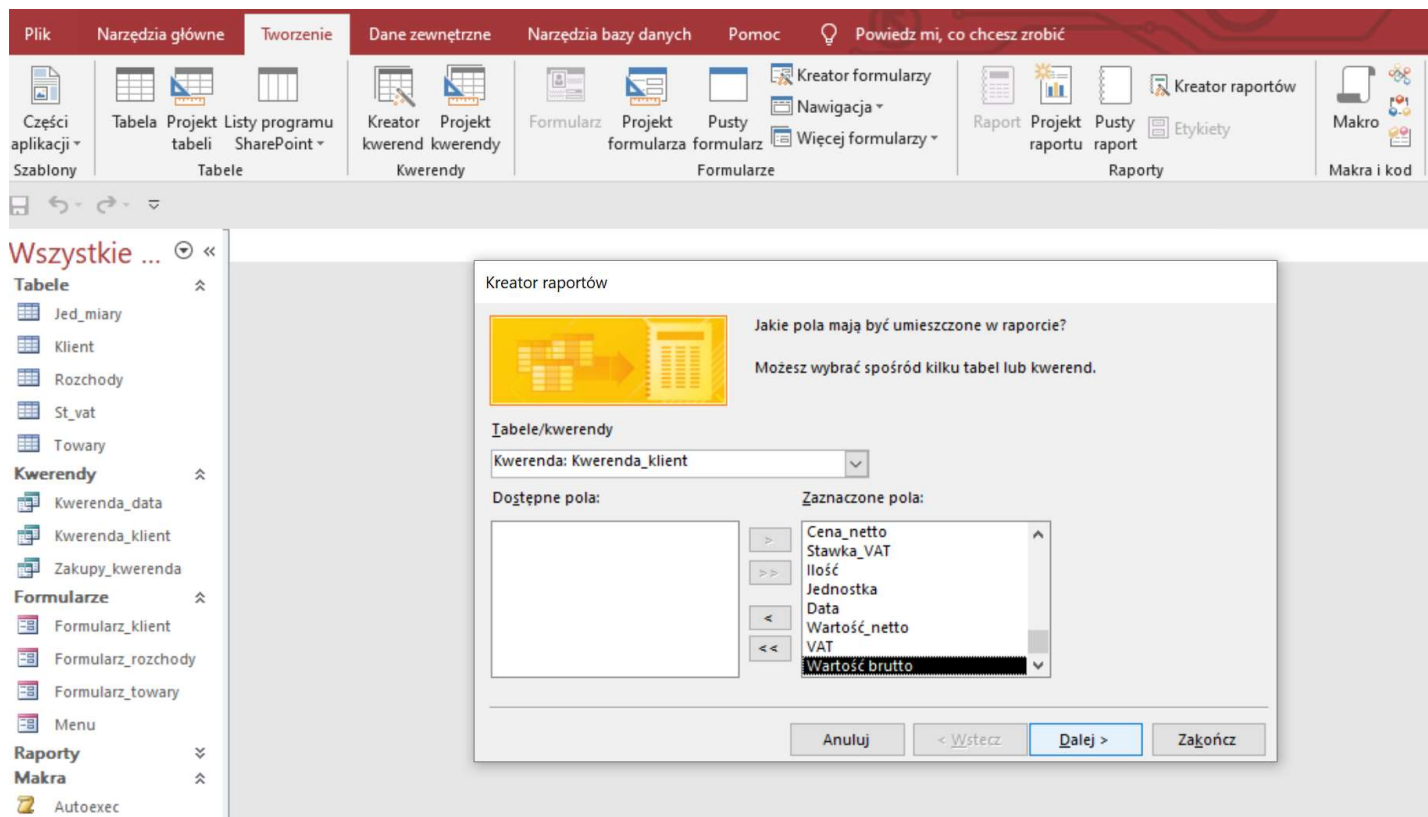 Plik Narzędzia główne Tworzenie Dane zewnętrzne Narzędzia bazy danych Pomoc Powiedz mi, co chcesz zrobić
Części aplikacji
Szablony
Tabela
Projekt tabeli
Listy programu SharePoint
Tabele
Kreator kwerend
Projekt kwerendy
Kwerendy
Formularz
Projekt formularza
Pusty formularz
Kreator formularzy
Nawigacja
Więcej formularzy
Formularze
Raport
Projekt raportu
Pusty raport
Kreator raportów
Etykiety
Raporty
Makro
Makra i kod
Wszystkie ... «
Tabele
Jed_miary
Klient
Rozchody
St_vat
Towary
Kwerendy
Kwerenda_data
Kwerenda_klient
Zakupy_kwerenda
Formularze
Formularz_klient
Formularz_rozchody
Formularz_towary
Menu
Raporty
Makra
Autoexec
Kreator raportów
Jakie pola mają być umieszczone w raporcie?
Możesz wybrać spośród kilku tabel lub kwerend.
Tabele/kwerendy
Kwerenda: Kwerenda_klient
Dostępne pola:
Zaznaczone pola:
>
>>
<
<<
Cena_netto
Stawka_VAT
Ilość
Jednostka
Data
Wartość_netto
VAT
Wartość brutto
Anuluj < Wstecz Dalej > Zakończ